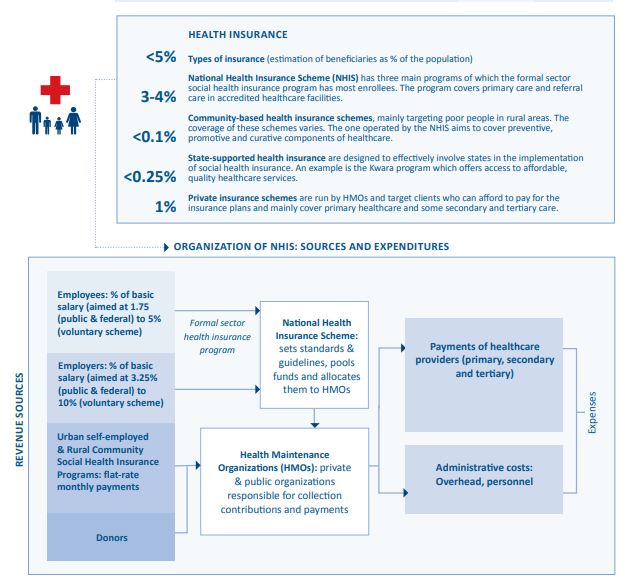 HEALTH INSURANCE
<5% Types of insurance (estimation of beneficiaries as % of the population)
National Health Insurance Scheme (NHIS) has three main programs of which the formal sector
social health insurance program has most enrollees. The program covers primary care and referral
3-4% care in accredited healthcare facilities.
Community-based health insurance schemes, mainly targeting poor people in rural areas. The
coverage of these schemes varies. The one operated by the NHIS aims to cover preventive,
<0.1% promotive and curative components of healthcare.
State-supported health insurance are designed to effectively involve states in the implementation
of social health insurance. An example is the Kwara program which offers access to affordable,
<0.25% quality healthcare services.
Private insurance schemes are run by HMOs and target clients who can afford to pay for the
1% insurance plans and mainly cover primary healthcare and some secondary and tertiary care.
ORGANIZATION OF NHIS: SOURCES AND EXPENDITURES
REVENUE SOURCES
Employees: % of basic
salary (aimed at 1.75
(public & federal) to 5%
(voluntary scheme)
Employers: % of basic
salary (aimed at 3.25%
(public & federal) to
10% (voluntary scheme)
Urban self-employed
& Rural Community
Social Health Insurance
Programs: flat-rate
monthly payments
Donors
Formal sector
health insurance
program
National Health
Insurance Scheme:
sets standards &
guidelines, pools
funds and allocates
them to HMOs
Health Maintenance
Organizations (HMOs): private
& public organizations
responsible for collection
contributions and payments
Payments of healthcare
providers (primary, secondary
and tertiary)
Administrative costs:
Overhead, personnel
Expenses